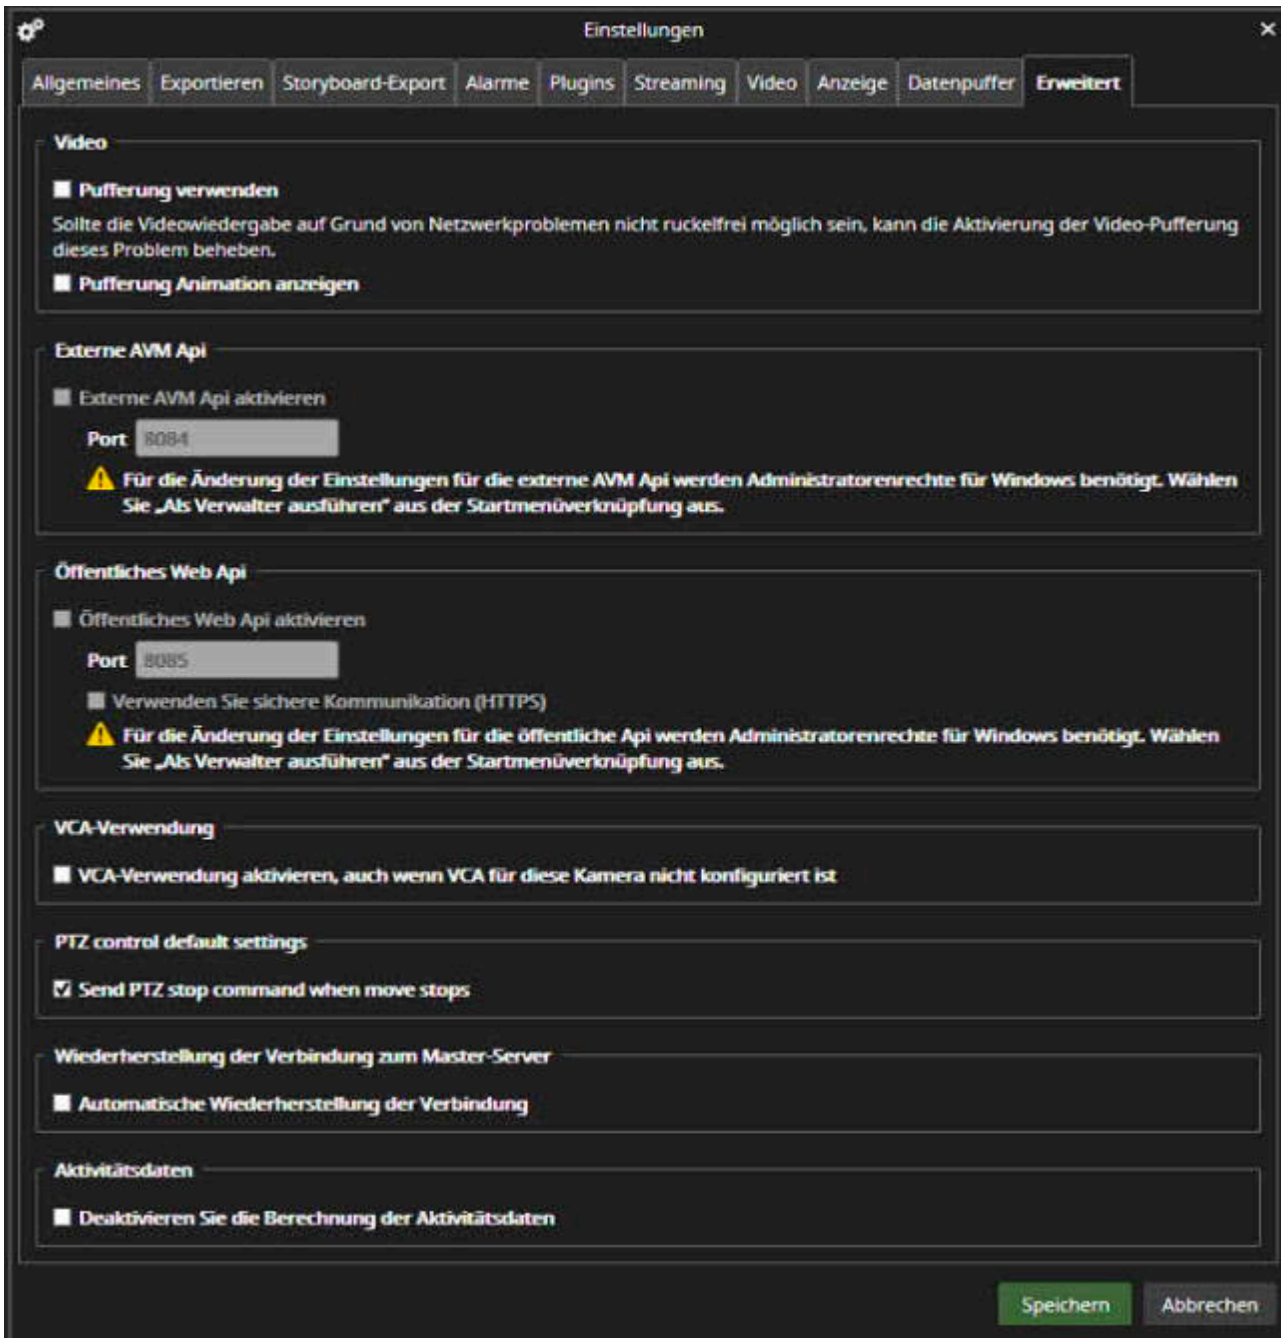 Einstellungen
Allgemeines Exportieren Storyboard-Export Alarme Plugins Streaming Video Anzeige Datenpuffer Erweitert
Video
Pufferung verwenden
Sollte die Videowiedergabe auf Grund von Netzwerkproblemen nicht ruckelfrei möglich sein, kann die Aktivierung der Video-Pufferung
dieses Problem beheben.
Pufferung Animation anzeigen
Externe AVM Api
Externe AVM Api aktivieren
Port 8084
Für die Änderung der Einstellungen für die externe AVM Api werden Administratorenrechte für Windows benötigt. Wählen
Sie „Als Verwalter ausführen“ aus der Startmenüverknüpfung aus.
Öffentliches Web Api
Öffentliches Web Api aktivieren
Port 8085
Verwenden Sie sichere Kommunikation (HTTPS)
Für die Änderung der Einstellungen für die öffentliche Api werden Administratorenrechte für Windows benötigt. Wählen
Sie „Als Verwalter ausführen“ aus der Startmenüverknüpfung aus.
VCA-Verwendung
VCA-Verwendung aktivieren, auch wenn VCA für diese Kamera nicht konfiguriert ist
PTZ control default settings
Send PTZ stop command when move stops
Wiederherstellung der Verbindung zum Master-Server
Automatische Wiederherstellung der Verbindung
Aktivitätsdaten
Deaktivieren Sie die Berechnung der Aktivitätsdaten
Speichern Abbrechen